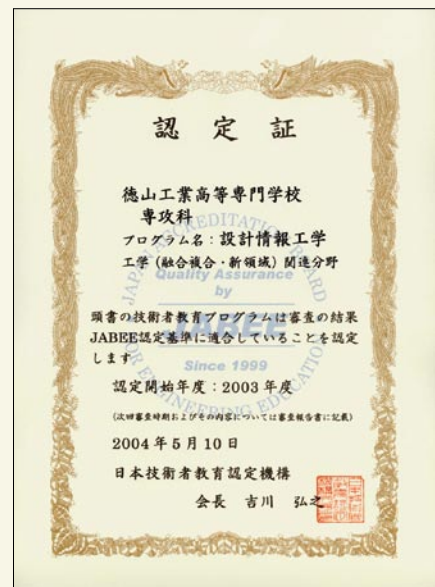 認定証
徳山工業高等専門学校
専攻科
プログラム名：設計情報工学
工学（融合複合・新領域）関連分野
JAPAN ACCREDITATION BOARD
Quality Assurance
by
JABEE
Since 1999
FOR ENGINEERING EDUCATION
頭書の技術者教育プログラムは審査の結果
JABEE認定基準に適合していることを認定
します
認定開始年度：2003年度
（次回審査時期およびその内容については審査報告書に記載）
2004年5月10日
日本技術者教育認定機構
会長 吉川 弘之